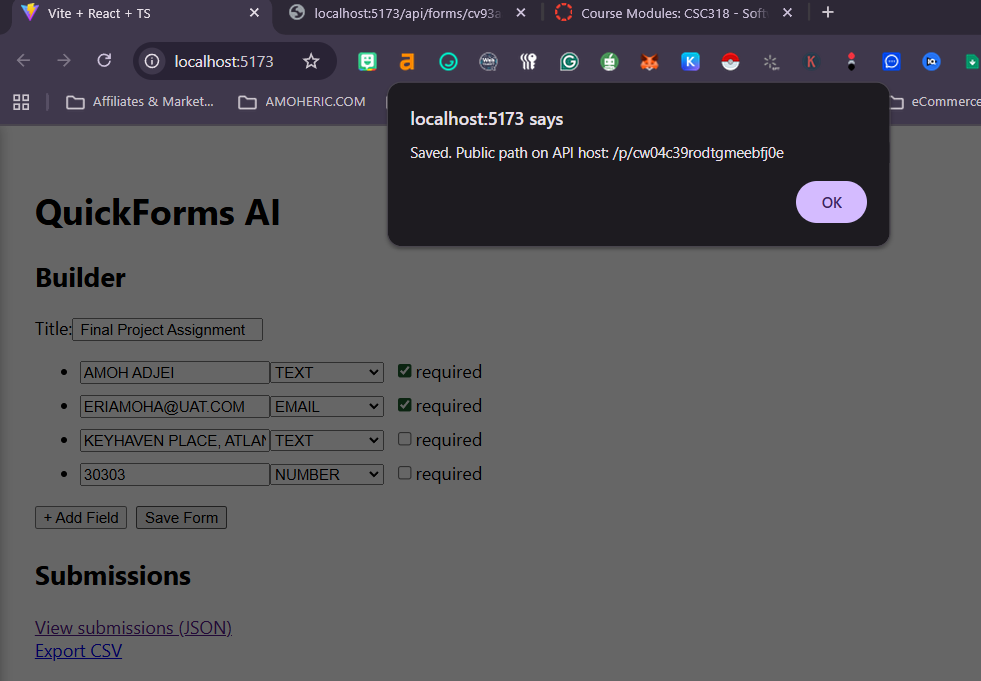 Vite + React + TS
localhost:5173/api/forms/cv93a
Course Modules: CSC318 - Soft
localhost:5173
Affiliates & Market...
AMOHERIC.COM
eCommerce
localhost:5173 says
Saved. Public path on API host: /p/cw04c39rodtgmeebfj0e
OK
QuickForms AI
Builder
Title: Final Project Assignment
AMOH ADJEI TEXT required
ERIAMOHA@UAT.COM EMAIL required
KEYHAVEN PLACE, ATLAN TEXT required
30303 NUMBER required
+ Add Field Save Form
Submissions
View submissions (JSON)
Export CSV